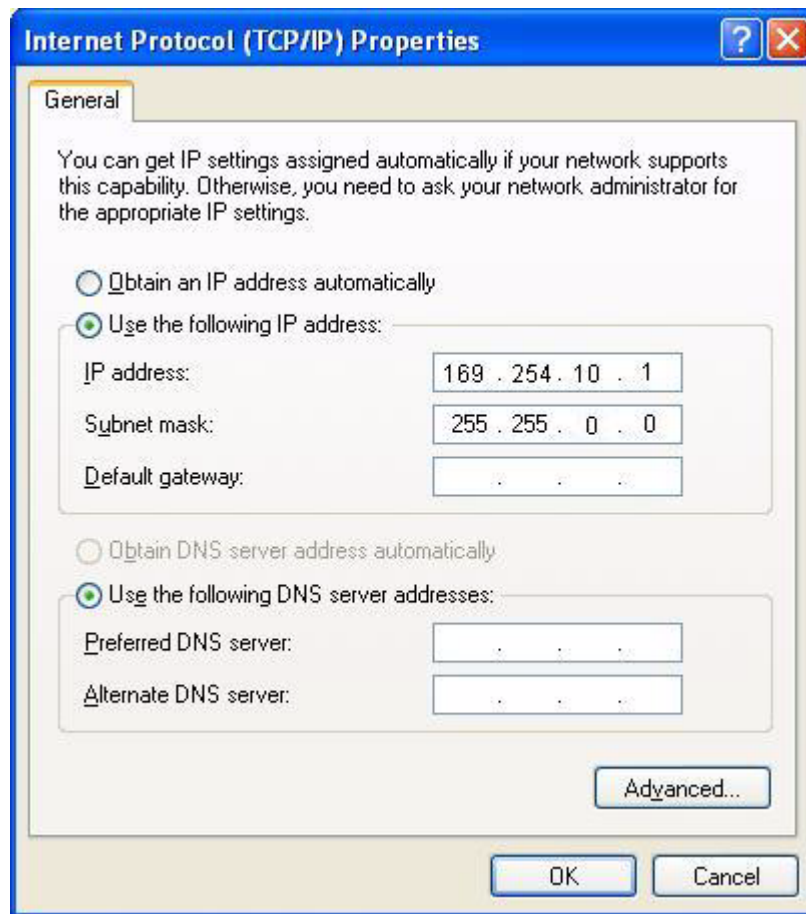 Internet Protocol (TCP/IP) Properties
General
You can get IP settings assigned automatically if your network supports
this capability. Otherwise, you need to ask your network administrator for
the appropriate IP settings.
Obtain an IP address automatically
Use the following IP address:
IP address: 169 . 254 . 10 . 1
Subnet mask: 255 . 255 . 0 . 0
Default gateway: . . .
Obtain DNS server address automatically
Use the following DNS server addresses:
Preferred DNS server: . . .
Alternate DNS server: . . .
Advanced...
OK Cancel